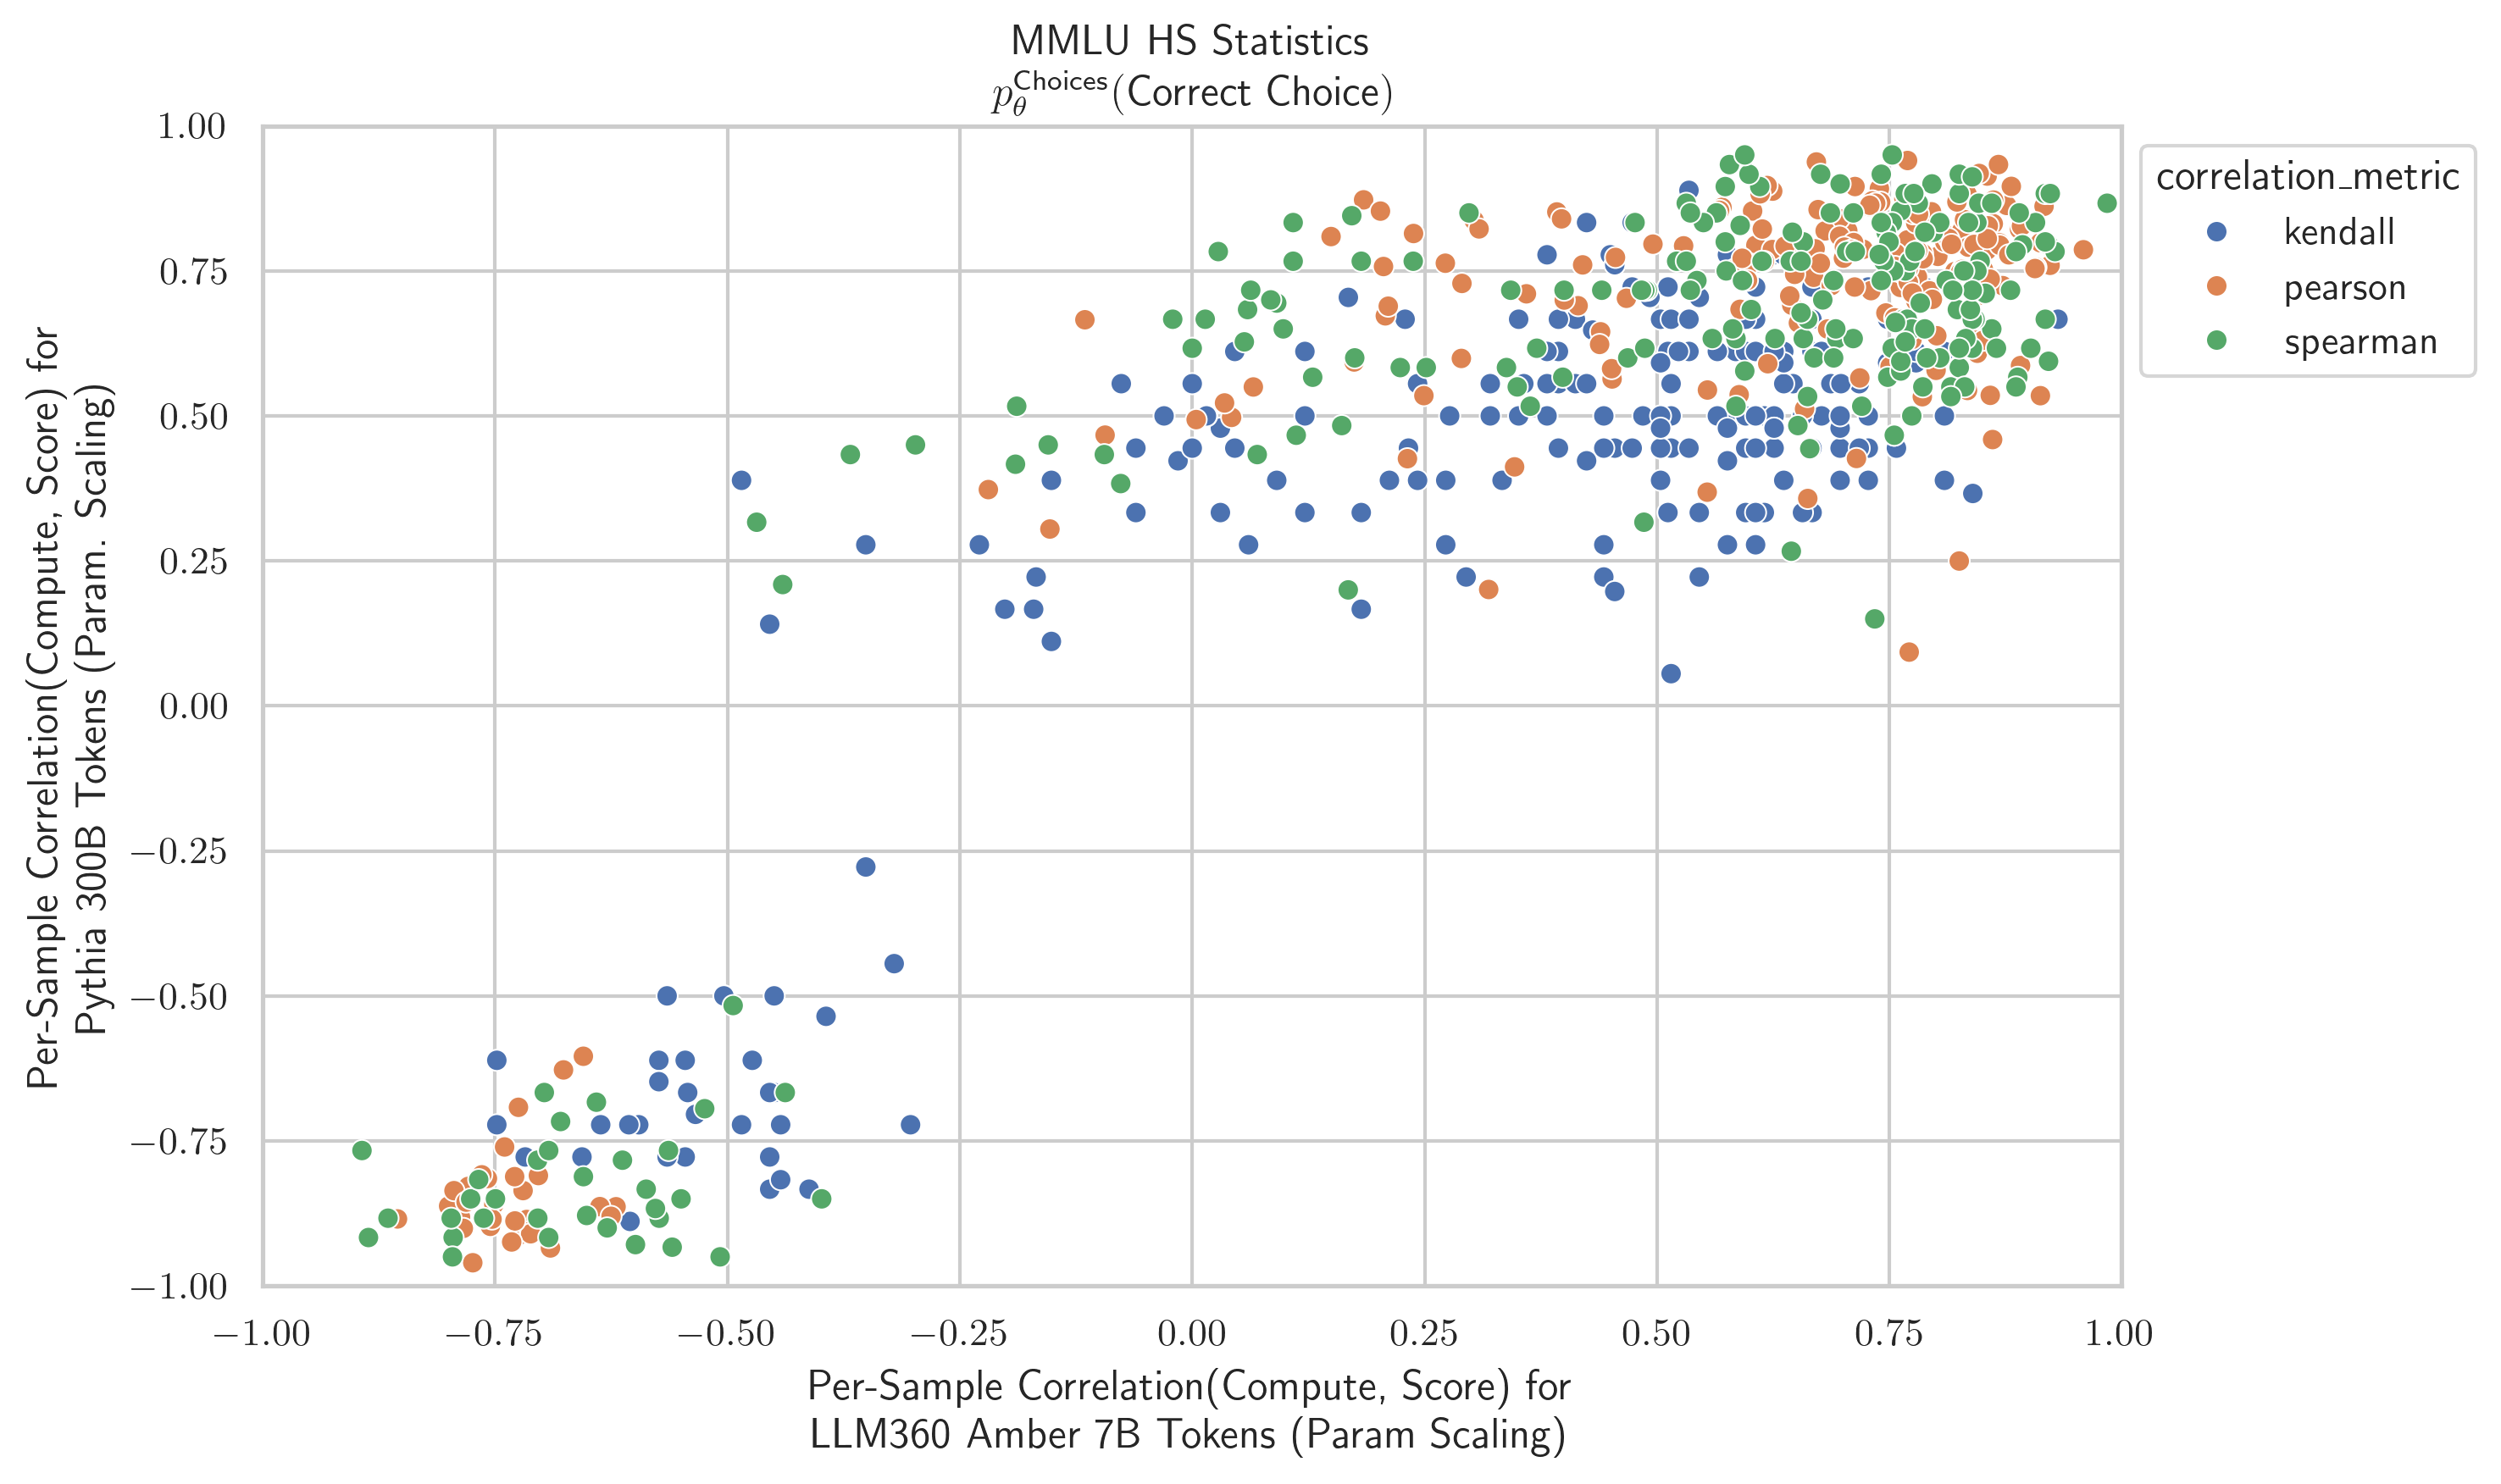 MMLU HS Statistics
p_θ^Choices(Correct Choice)
Per-Sample Correlation(Compute, Score) for
Pythia 300B Tokens (Param. Scaling)
1.00
0.75
0.50
0.25
0.00
−0.25
−0.50
−0.75
−1.00
−1.00 −0.75 −0.50 −0.25 0.00 0.25 0.50 0.75 1.00
Per-Sample Correlation(Compute, Score) for
LLM360 Amber 7B Tokens (Param Scaling)
correlation_metric
kendall
pearson
spearman